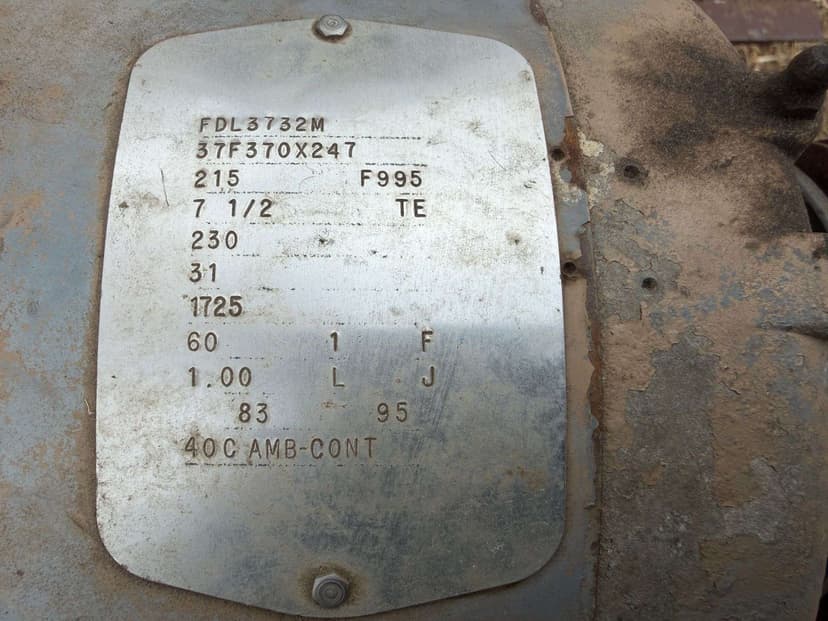 FDL3732M
37F370X247
215 F995
7 1/2 TE
230
31
1725
60 1 F
1.00 L J
83 95
40C AMB-CONT